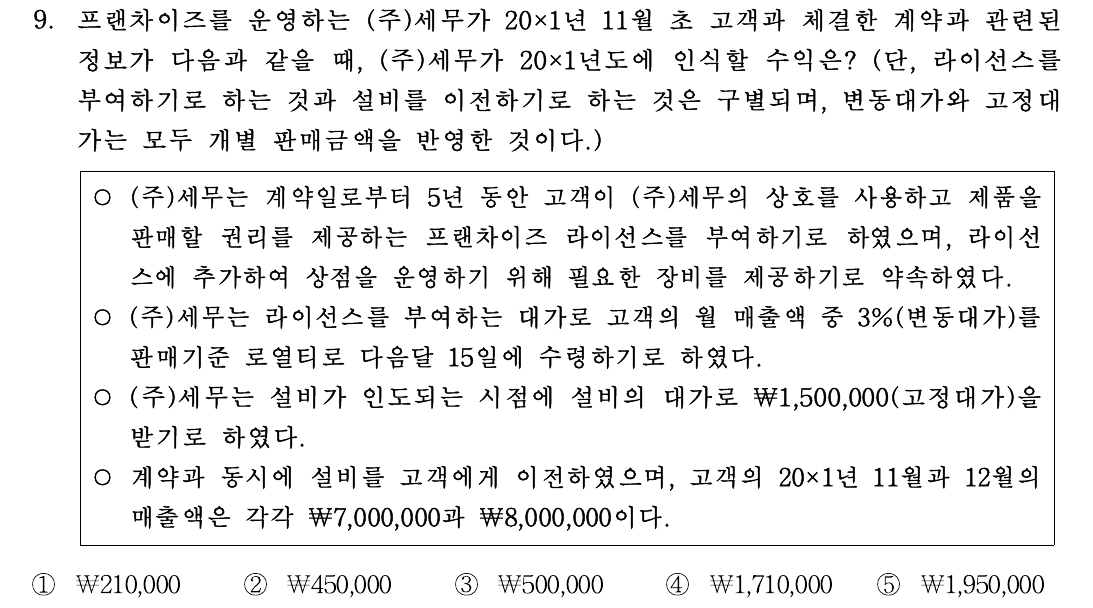 9. 프랜차이즈를 운영하는 (주)세무가 20×1년 11월 초 고객과 체결한 계약과 관련된
정보가 다음과 같을 때, (주)세무가 20×1년도에 인식할 수익은? (단, 라이선스를
부여하기로 하는 것과 설비를 이전하기로 하는 것은 구별되며, 변동대가와 고정대
가는 모두 개별 판매금액을 반영한 것이다.)
○ (주)세무는 계약일로부터 5년 동안 고객이 (주)세무의 상호를 사용하고 제품을
판매할 권리를 제공하는 프랜차이즈 라이선스를 부여하기로 하였으며, 라이선
스에 추가하여 상점을 운영하기 위해 필요한 장비를 제공하기로 약속하였다.
○ (주)세무는 라이선스를 부여하는 대가로 고객의 월 매출액 중 3%(변동대가)를
판매기준 로열티로 다음달 15일에 수령하기로 하였다.
○ (주)세무는 설비가 인도되는 시점에 설비의 대가로 ₩1,500,000(고정대가)을
받기로 하였다.
○ 계약과 동시에 설비를 고객에게 이전하였으며, 고객의 20×1년 11월과 12월의
매출액은 각각 ₩7,000,000과 ₩8,000,000이다.
① ₩210,000 ② ₩450,000 ③ ₩500,000 ④ ₩1,710,000 ⑤ ₩1,950,000